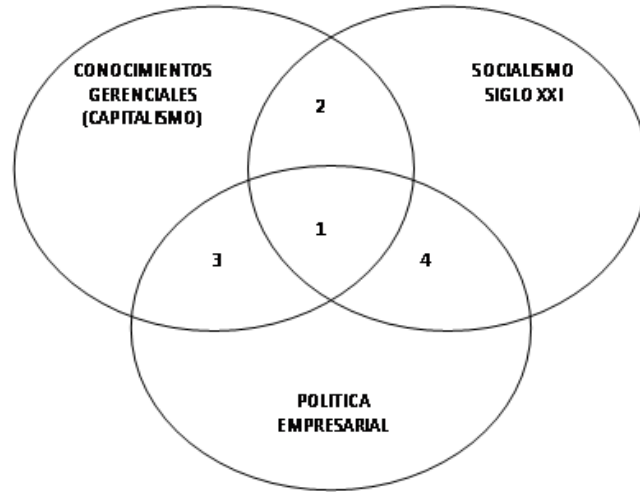 CONOCIMIENTOS
GERENCIALES
(CAPITALISMO)
SOCIALISMO
SIGLO XXI
2
1
3
4
POLITICA
EMPRESARIAL